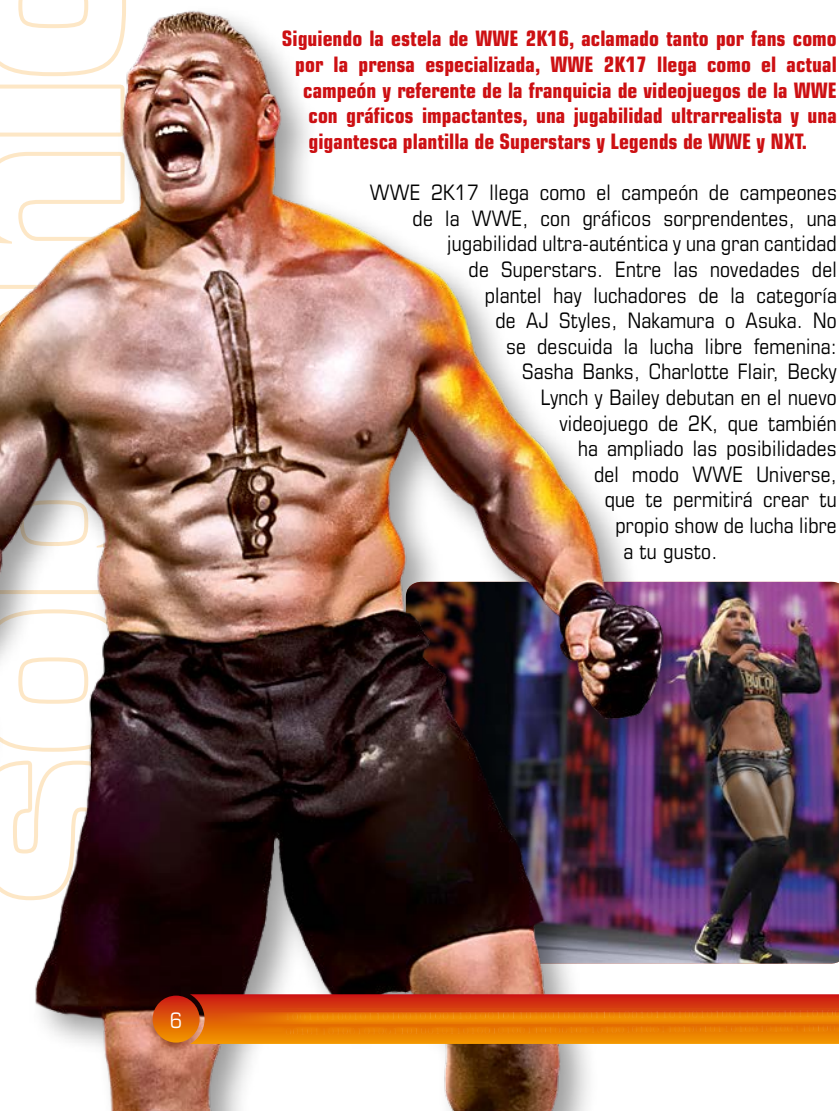 Siguiendo la estela de WWE 2K16, aclamado tanto por fans como
por la prensa especializada, WWE 2K17 llega como el actual
campeón y referente de la franquicia de videojuegos de la WWE
con gráficos impactantes, una jugabilidad ultrarrealista y una
gigantesca plantilla de Superstars y Legends de WWE y NXT.
WWE 2K17 llega como el campeón de campeones
de la WWE, con gráficos sorprendentes, una
jugabilidad ultra-auténtica y una gran cantidad
de Superstars. Entre las novedades del
plantel hay luchadores de la categoría
de AJ Styles, Nakamura o Asuka. No
se descuida la lucha libre femenina:
Sasha Banks, Charlotte Flair, Becky
Lynch y Bailey debutan en el nuevo
videojuego de 2K, que también
ha ampliado las posibilidades
del modo WWE Universe,
que te permitirá crear tu
propio show de lucha libre
a tu gusto.
6